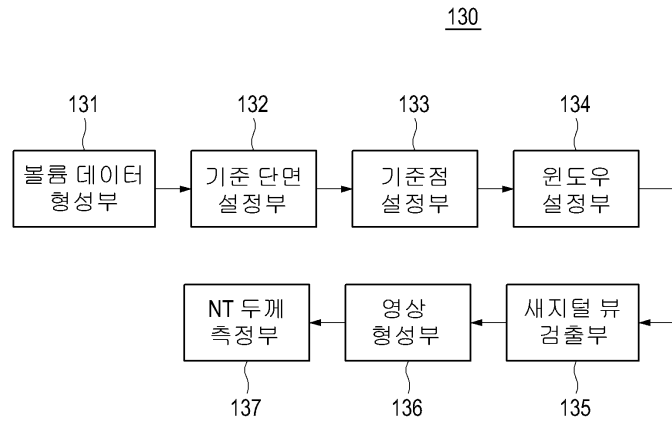 130
131
132
133
134
볼륨 데이터
형성부
기준 단면
설정부
기준점
설정부
윈도우
설정부
NT 두께
측정부
영상
형성부
새지털 뷰
검출부
137
136
135